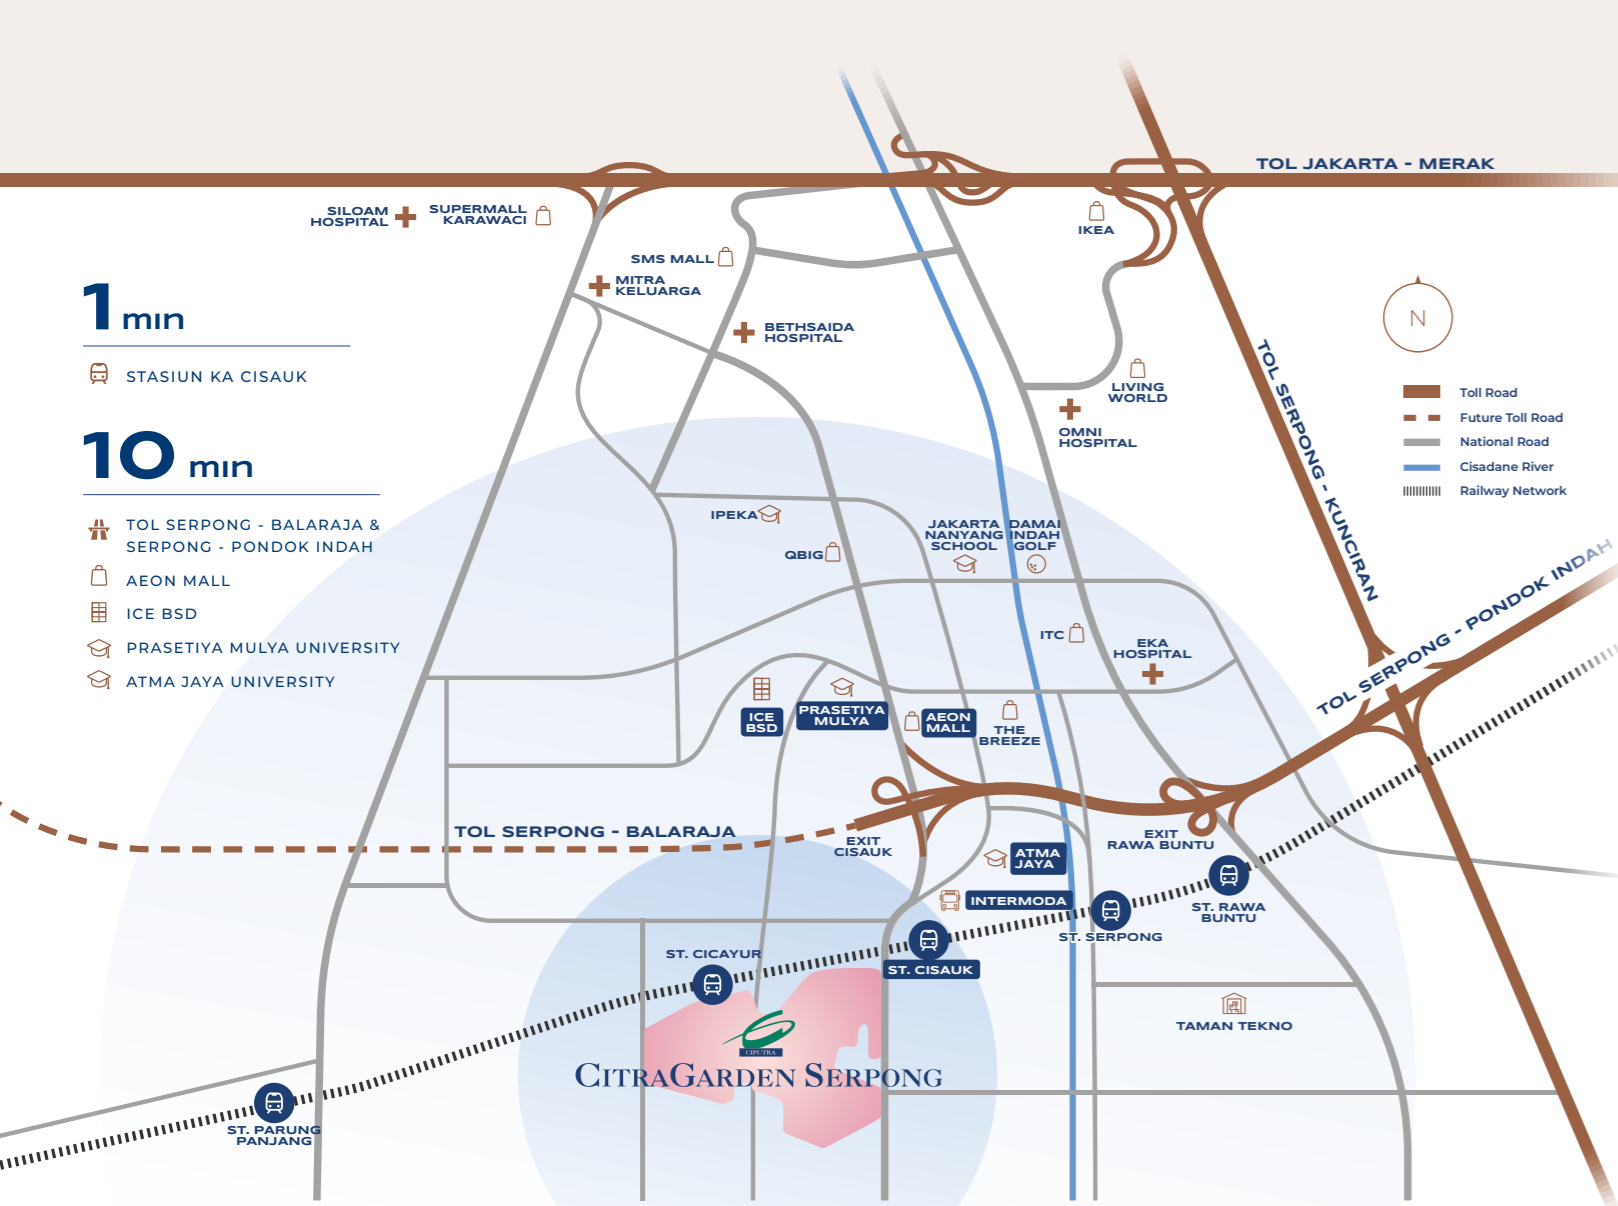 TOL JAKARTA - MERAK
SILOAM
HOSPITAL
SUPERMALL
KARAWACI
IKEA
SMS MALL
MITRA
KELUARGA
BETHSAIDA
HOSPITAL
1 min
STASIUN KA CISAUK
10 min
TOL SERPONG - BALARAJA &
SERPONG - PONDOK INDAH
AEON MALL
ICE BSD
PRASETIYA MULYA UNIVERSITY
ATMA JAYA UNIVERSITY
N
Toll Road
Future Toll Road
National Road
Cisadane River
Railway Network
TOL SERPONG - KUNCIRAN
TOL SERPONG - PONDOK INDAH
LIVING
WORLD
OMNI
HOSPITAL
IPEKA
QBIG
JAKARTA
NANYANG
SCHOOL
DAMAI
INDAH
GOLF
ITC
EKA
HOSPITAL
ICE
BSD
PRASETIYA
MULYA
AEON
MALL
THE
BREEZE
TOL SERPONG - BALARAJA
EXIT
CISAUK
EXIT
RAWA BUNTU
ATMA
JAYA
INTERMODA
ST. RAWA
BUNTU
ST. SERPONG
ST. CICAYUR
ST. CISAUK
TAMAN TEKNO
CIPUTRA
CITRAGARDEN SERPONG
ST. PARUNG
PANJANG